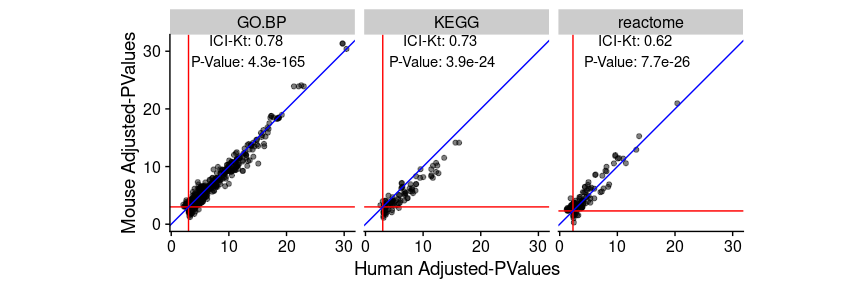 GO.BP
KEGG
reactome
ICI-Kt: 0.78
P-Value: 4.3e-165
ICI-Kt: 0.73
P-Value: 3.9e-24
ICI-Kt: 0.62
P-Value: 7.7e-26
Mouse Adjusted-PValues
30
20
10
0
0 10 20 30
0 10 20 30
0 10 20 30
Human Adjusted-PValues